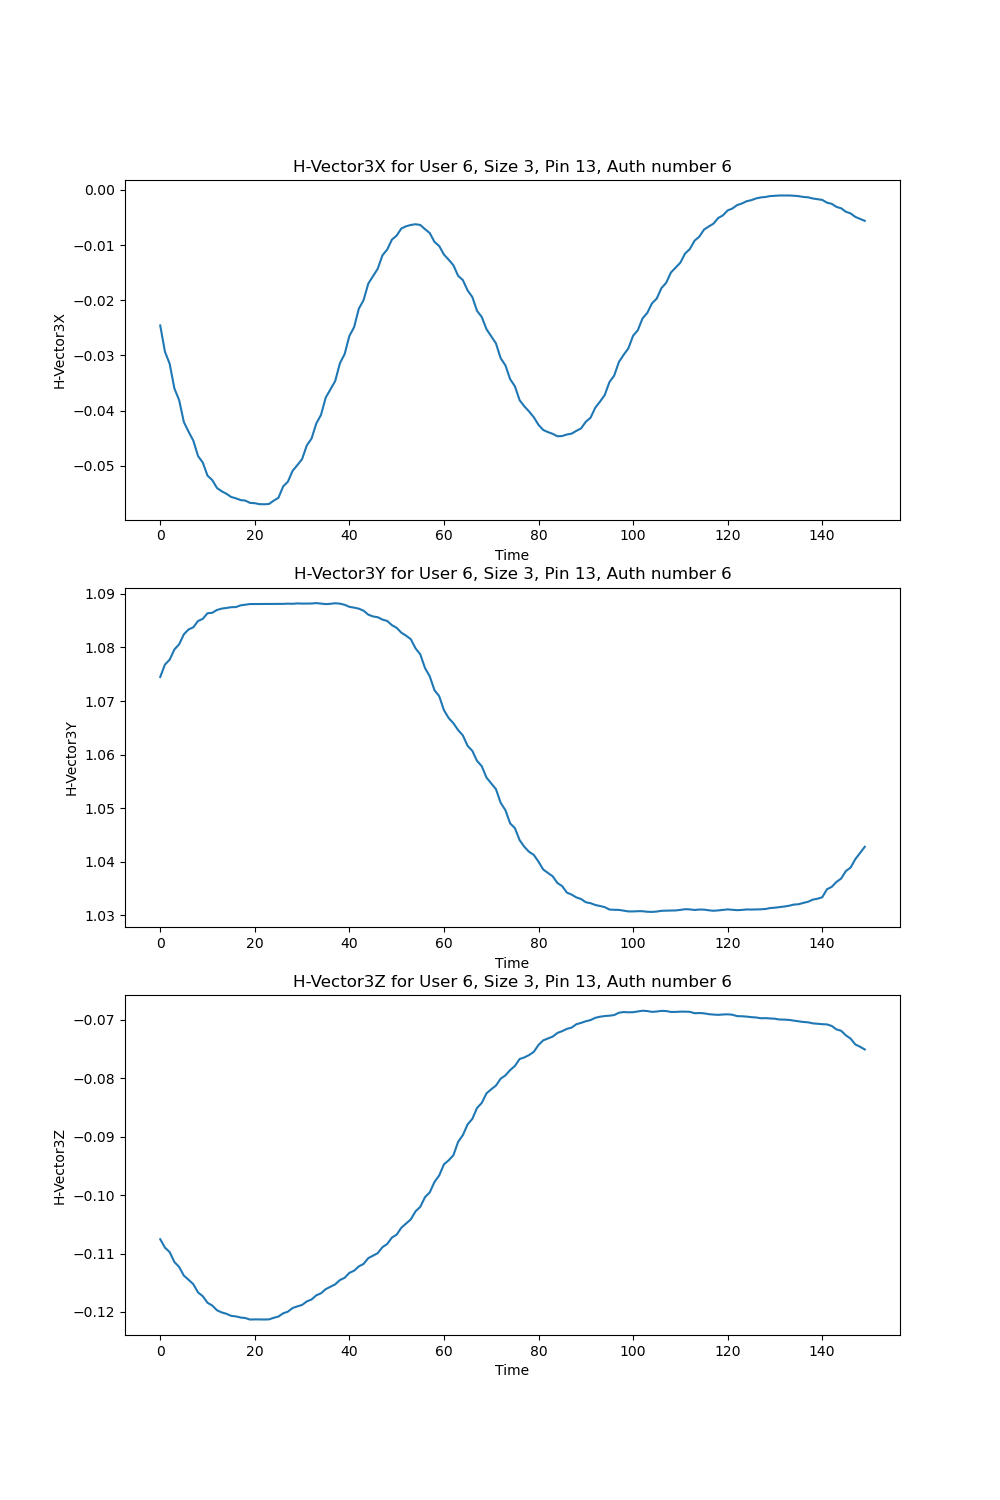 H-Vector3X for User 6, Size 3, Pin 13, Auth number 6
0.00
−0.01
−0.02
−0.03
−0.04
−0.05
H-Vector3X
0 20 40 60 80 100 120 140
Time
H-Vector3Y for User 6, Size 3, Pin 13, Auth number 6
1.09
1.08
1.07
1.06
1.05
1.04
1.03
H-Vector3Y
0 20 40 60 80 100 120 140
Time
H-Vector3Z for User 6, Size 3, Pin 13, Auth number 6
−0.07
−0.08
−0.09
−0.10
−0.11
−0.12
H-Vector3Z
0 20 40 60 80 100 120 140
Time